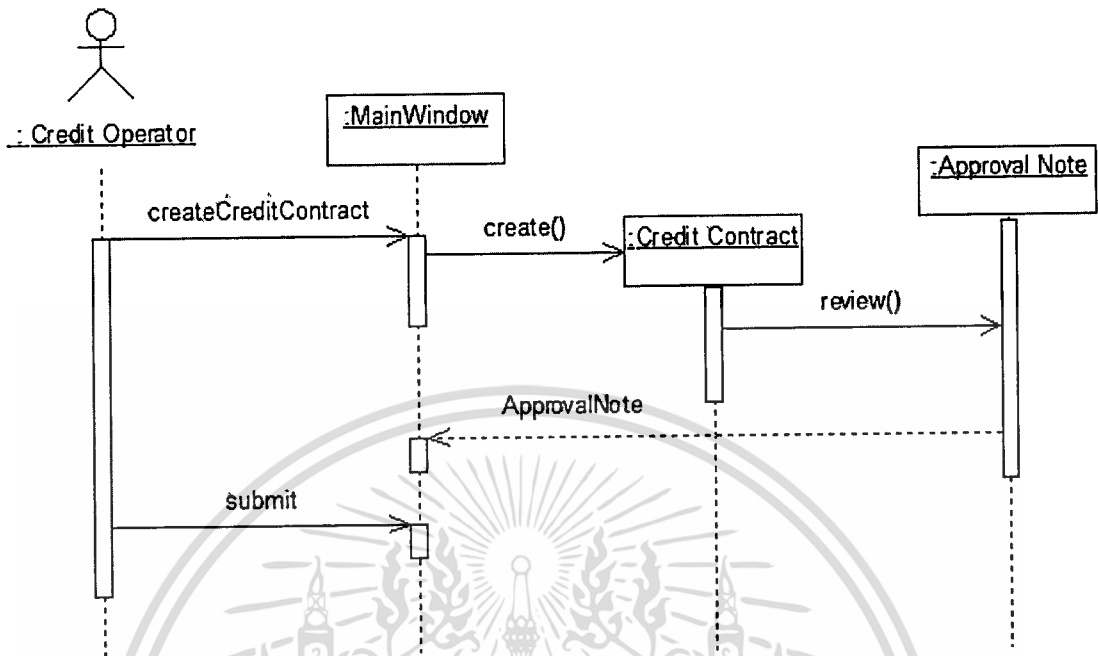 : Credit Operator
:MainWindow
:Approval Note
createCreditContract
create()
:Credit Contract
review()
ApprovalNote
submit